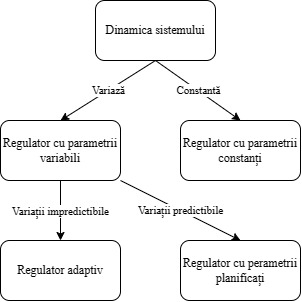 Dinamica sistemului
Variază
Constantă
Regulator cu parametrii
variabili
Regulator cu parametrii
constanți
Variații impredictibile
Variații predictibile
Regulator adaptiv
Regulator cu perametrii
planificați